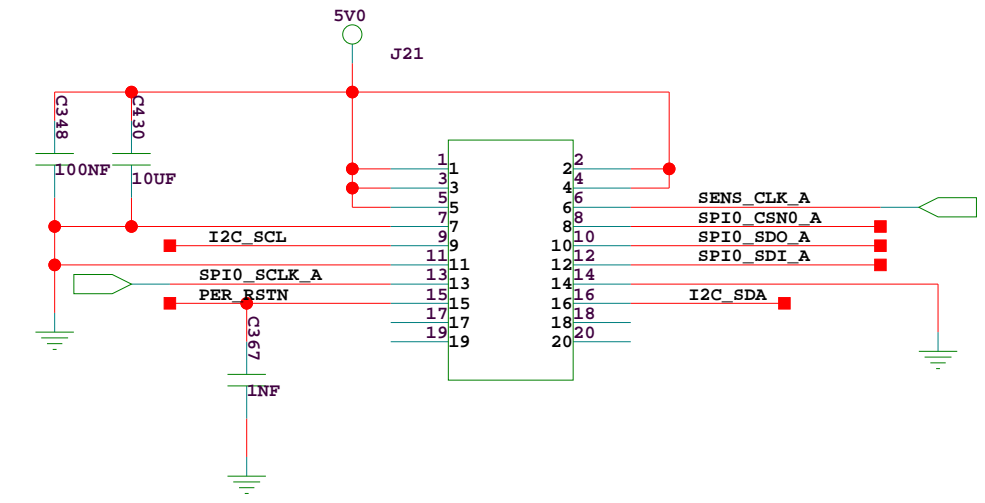 5V0
J21
C348
C430
100NF
10UF
1 1 2 2
3 3 4 4
5 5 6 6 SENS_CLK_A
7 7 8 8 SPI0_CSN0_A
I2C_SCL 9 9 10 10 SPI0_SDO_A
11 11 12 12 SPI0_SDI_A
SPI0_SCLK_A 13 13 14 14
PER_RSTN 15 15 16 16 I2C_SDA
17 17 18 18
19 19 20 20
C367
1NF